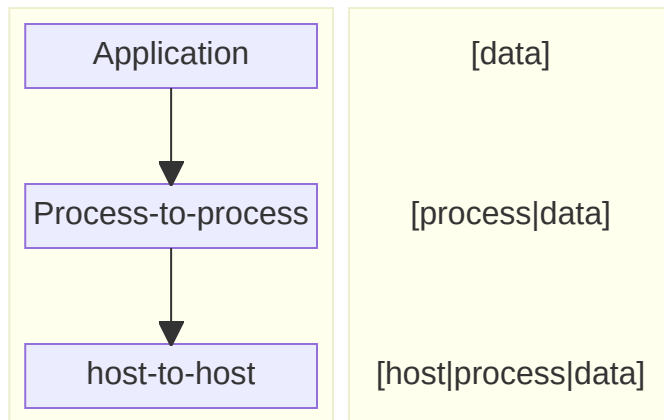 Application
[data]
Process-to-process
[process|data]
host-to-host
[host|process|data]